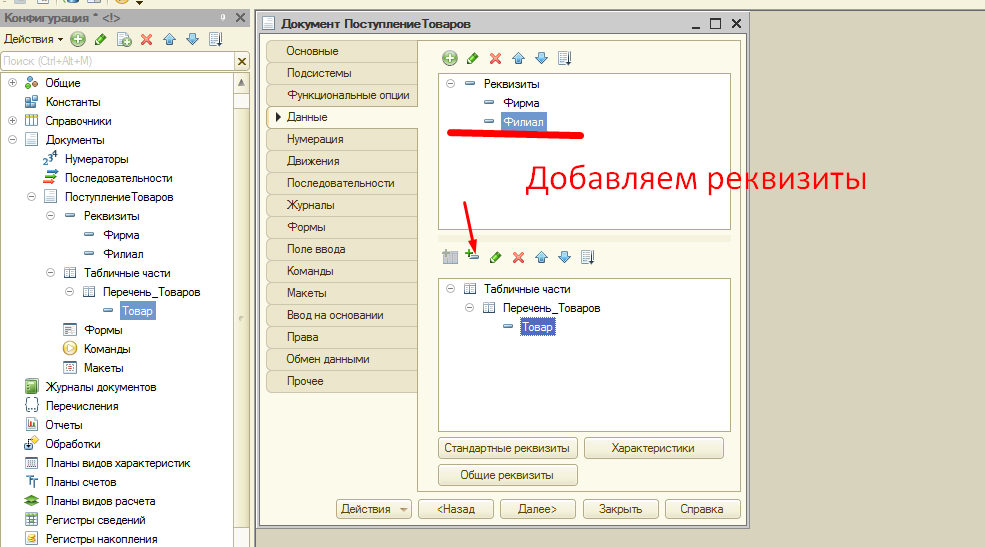 Конфигурация * <!>
Действия
Поиск (Ctrl+Alt+M)
Общие
Константы
Справочники
Документы
Нумераторы
Последовательности
ПоступлениеТоваров
Реквизиты
Фирма
Филиал
Табличные части
Перечень_Товаров
Товар
Формы
Команды
Макеты
Журналы документов
Перечисления
Отчеты
Обработки
Планы видов характеристик
Планы счетов
Планы видов расчета
Регистры сведений
Регистры накопления
Документ ПоступлениеТоваров
Основные
Подсистемы
Функциональные опции
Данные
Нумерация
Движения
Последовательности
Журналы
Формы
Поле ввода
Команды
Макеты
Ввод на основании
Права
Обмен данными
Прочее
Реквизиты
Фирма
Филиал
Добавляем реквизиты
Табличные части
Перечень_Товаров
Товар
Стандартные реквизиты Характеристики
Общие реквизиты
Действия <Назад Далее> Закрыть Справка